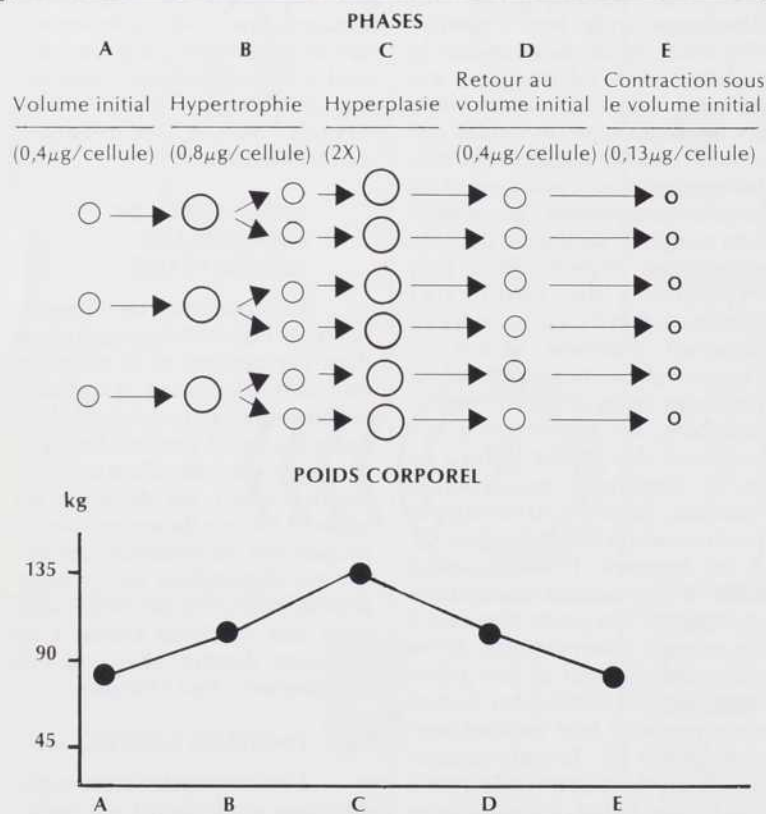 PHASES
A B C D E
Volume initial Hypertrophie Hyperplasie Retour au volume initial Contraction sous le volume initial
(0,4µg/cellule) (0,8µg/cellule) (2X) (0,4µg/cellule) (0,13µg/cellule)
POIDS CORPOREL
kg
135
90
45
A B C D E